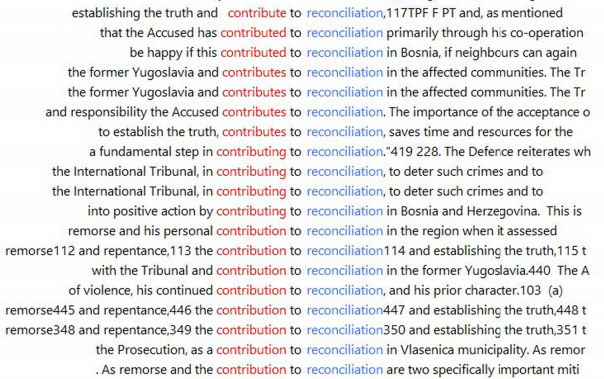 establishing the truth and contribute to reconciliation,117TPF F PT and, as mentioned
that the Accused has contributed to reconciliation primarily through his co-operation
be happy if this contributed to reconciliation in Bosnia, if neighbours can again
the former Yugoslavia and contributes to reconciliation in the affected communities. The Tr
the former Yugoslavia and contributes to reconciliation in the affected communities. The Tr
and responsibility the Accused contributes to reconciliation. The importance of the acceptance o
to establish the truth, contributes to reconciliation, saves time and resources for the
a fundamental step in contributing to reconciliation."419 228. The Defence reiterates wh
the International Tribunal, in contributing to reconciliation, to deter such crimes and to
the International Tribunal, in contributing to reconciliation, to deter such crimes and to
into positive action by contributing to reconciliation in Bosnia and Herzegovina. This is
remorse and his personal contribution to reconciliation in the region when it assessed
remorse112 and repentance,113 the contribution to reconciliation114 and establishing the truth,115 t
with the Tribunal and contribution to reconciliation in the former Yugoslavia.440 The A
of violence, his continued contribution to reconciliation, and his prior character.103 (a)
remorse445 and repentance,446 the contribution to reconciliation447 and establishing the truth,448 t
remorse348 and repentance,349 the contribution to reconciliation350 and establishing the truth,351 t
the Prosecution, as a contribution to reconciliation in Vlasenica municipality. As remor
. As remorse and the contribution to reconciliation are two specifically important miti